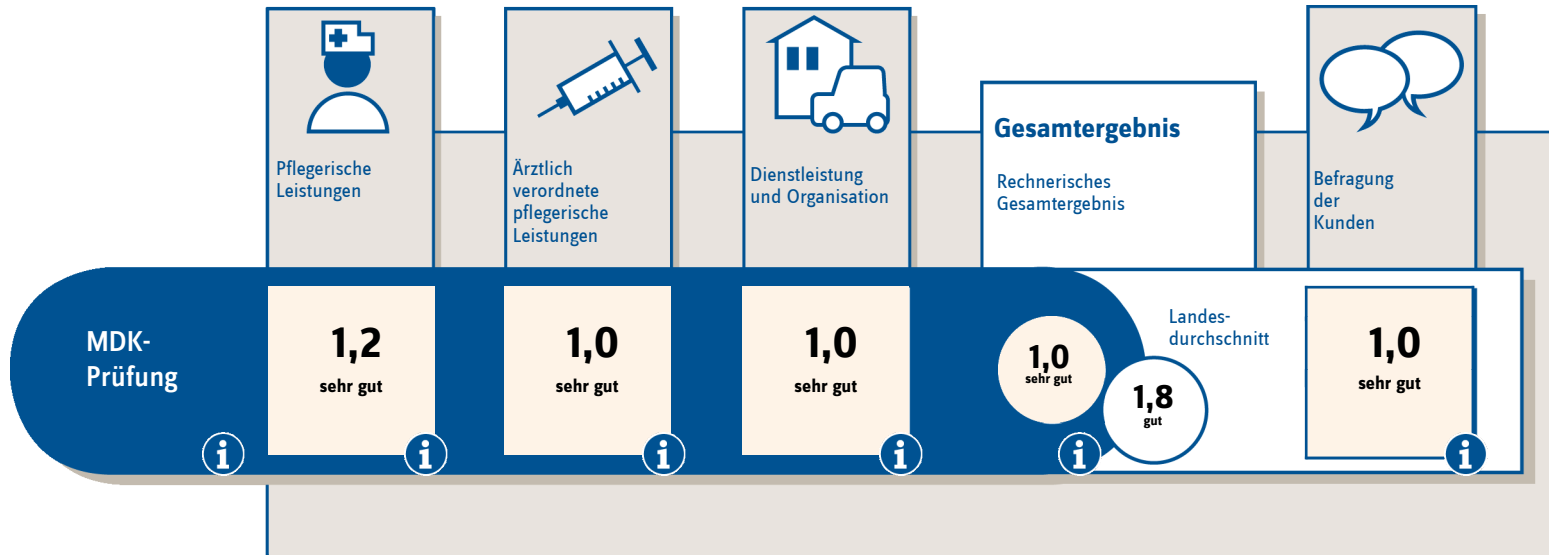 Pflegerische
Leistungen
Ärztlich
verordnete
pflegerische
Leistungen
Dienstleistung
und Organisation
Gesamtergebnis
Rechnerisches
Gesamtergebnis
Befragung
der
Kunden
MDK-
Prüfung
1,2
sehr gut
1,0
sehr gut
1,0
sehr gut
1,0
sehr gut
Landes-
durchschnitt
1,8
gut
1,0
sehr gut
i
i
i
i
i
i